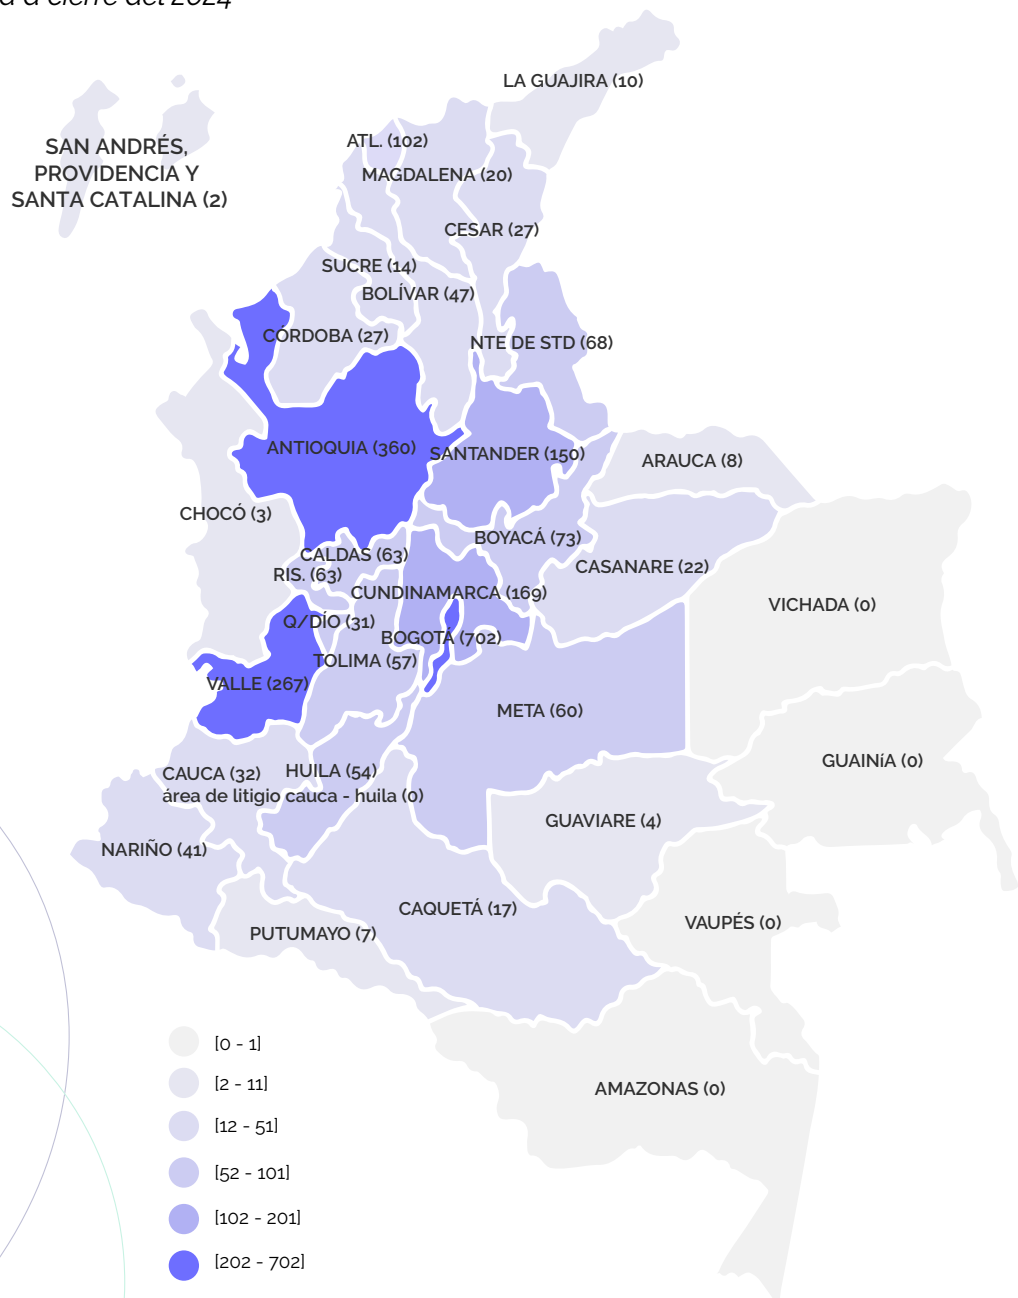 a a cierre del 2024
LA GUAJIRA (10)
ATL. (102)
SAN ANDRÉS,
PROVIDENCIA Y
SANTA CATALINA (2)
MAGDALENA (20)
CESAR (27)
SUCRE (14)
BOLÍVAR (47)
CÓRDOBA (27)
NTE DE STD (68)
ANTIOQUIA (360)
SANTANDER (150)
ARAUCA (8)
CHOCÓ (3)
BOYACÁ (73)
CALDAS (63)
CASANARE (22)
RIS. (63)
CUNDINAMARCA (169)
VICHADA (0)
Q/DÍO (31)
BOGOTÁ (702)
TOLIMA (57)
VALLE (267)
META (60)
GUAINíA (0)
CAUCA (32)
HUILA (54)
área de litigio cauca - huila (0)
GUAVIARE (4)
NARIÑO (41)
CAQUETÁ (17)
VAUPÉS (0)
PUTUMAYO (7)
[0 - 1]
[2 - 11]
AMAZONAS (0)
[12 - 51]
[52 - 101]
[102 - 201]
[202 - 702]